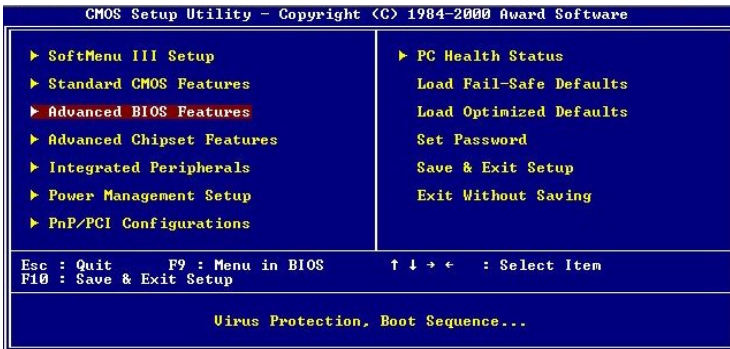 CMOS Setup Utility - Copyright (C) 1984-2000 Award Software
► SoftMenu III Setup
► Standard CMOS Features
► Advanced BIOS Features
► Advanced Chipset Features
► Integrated Peripherals
► Power Management Setup
► PnP/PCI Configurations
► PC Health Status
Load Fail-Safe Defaults
Load Optimized Defaults
Set Password
Save & Exit Setup
Exit Without Saving
Esc : Quit F9 : Menu in BIOS ↑ ↓ → ← : Select Item
F10 : Save & Exit Setup
Virus Protection, Boot Sequence...